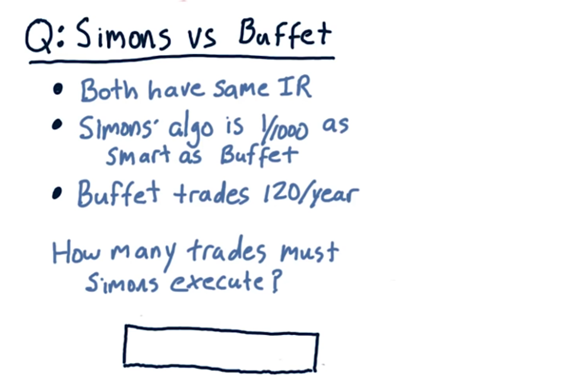 Q: Simons vs Buffet
• Both have same IR
• Simons' algo is 1/1000 as
smart as Buffet
• Buffet trades 120/year
How many trades must
Simons execute?